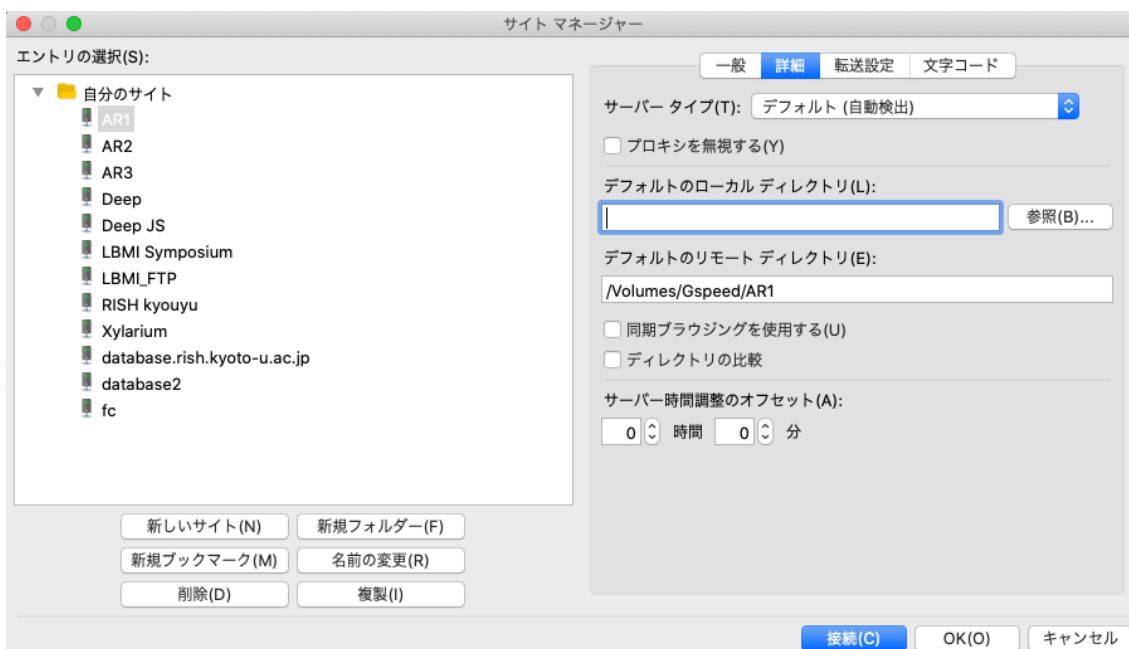 サイト マネージャー
エントリの選択(S):
自分のサイト
AR1
AR2
AR3
Deep
Deep JS
LBMI Symposium
LBMI_FTP
RISH kyouyu
Xylarium
database.rish.kyoto-u.ac.jp
database2
fc
新しいサイト(N) 新規フォルダー(F)
新規ブックマーク(M) 名前の変更(R)
削除(D) 複製(I)
一般 詳細 転送設定 文字コード
サーバー タイプ(T): デフォルト (自動検出)
プロキシを無視する(Y)
デフォルトのローカル ディレクトリ(L):
参照(B)...
デフォルトのリモート ディレクトリ(E):
/Volumes/Gspeed/AR1
同期ブラウジングを使用する(U)
ディレクトリの比較
サーバー時間調整のオフセット(A):
0 時間 0 分
接続(C) OK(O) キャンセル